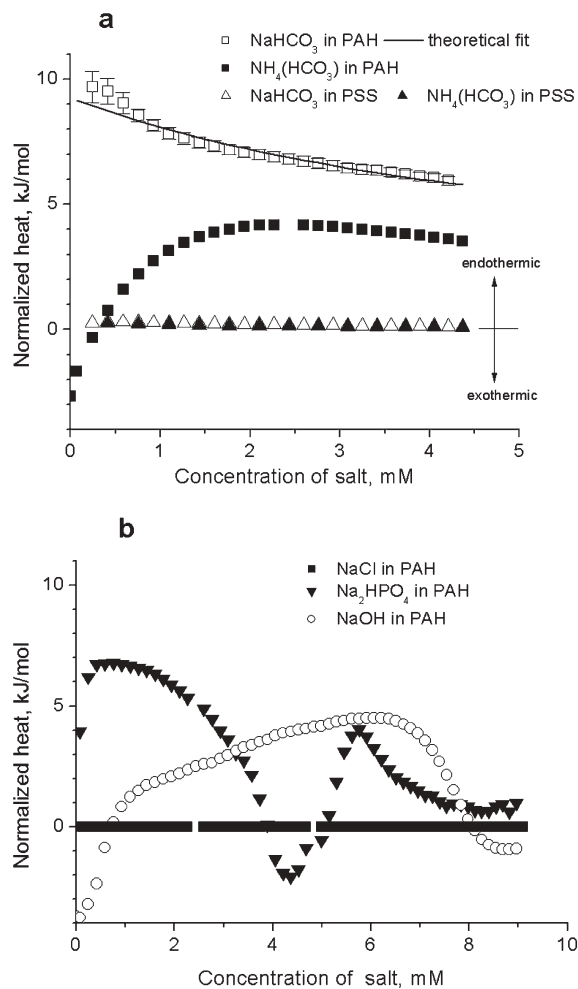 a
NaHCO3 in PAH theoretical fit
NH4(HCO3) in PAH
NaHCO3 in PSS NH4(HCO3) in PSS
10
5
0
Normalized heat, kJ/mol
endothermic
exothermic
0 1 2 3 4 5
Concentration of salt, mM
b
NaCl in PAH
Na2HPO4 in PAH
NaOH in PAH
10
5
0
Normalized heat, kJ/mol
0 2 4 6 8 10
Concentration of salt, mM